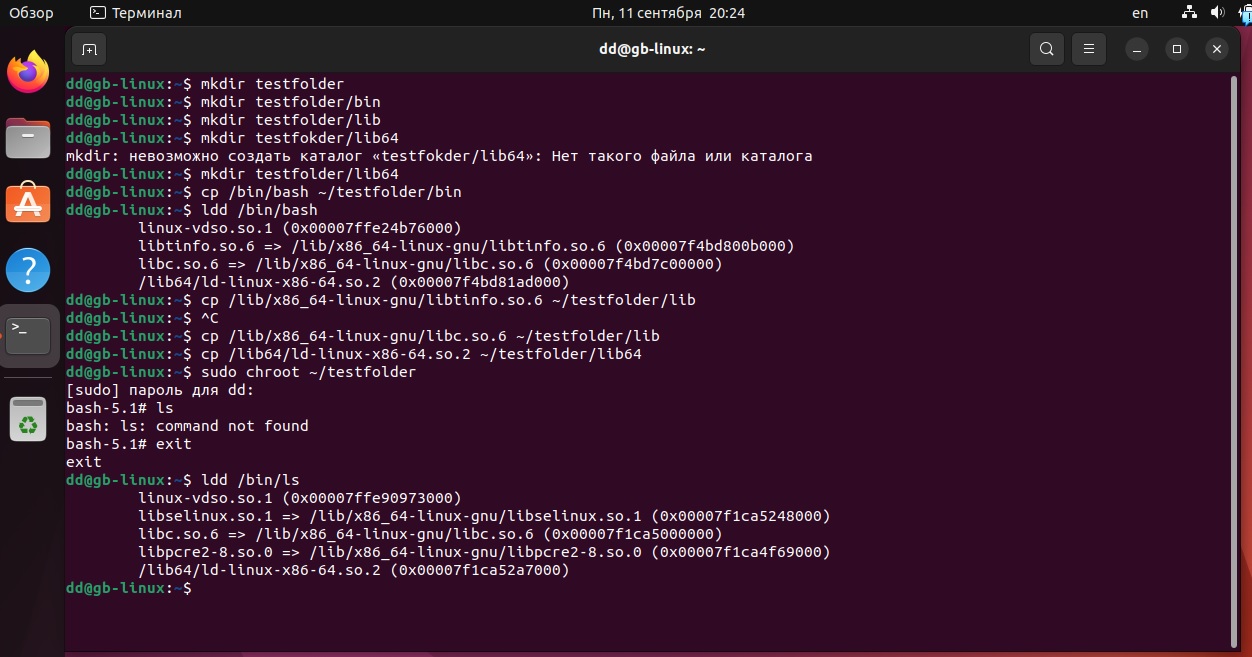 Обзор Терминал Пн, 11 сентября 20:24 en
dd@gb-linux: ~
dd@gb-linux:~$ mkdir testfolder
dd@gb-linux:~$ mkdir testfolder/bin
dd@gb-linux:~$ mkdir testfolder/lib
dd@gb-linux:~$ mkdir testfokder/lib64
mkdir: невозможно создать каталог «testfokder/lib64»: Нет такого файла или каталога
dd@gb-linux:~$ mkdir testfolder/lib64
dd@gb-linux:~$ cp /bin/bash ~/testfolder/bin
dd@gb-linux:~$ ldd /bin/bash
linux-vdso.so.1 (0x00007ffe24b76000)
libtinfo.so.6 => /lib/x86_64-linux-gnu/libtinfo.so.6 (0x00007f4bd800b000)
libc.so.6 => /lib/x86_64-linux-gnu/libc.so.6 (0x00007f4bd7c00000)
/lib64/ld-linux-x86-64.so.2 (0x00007f4bd81ad000)
dd@gb-linux:~$ cp /lib/x86_64-linux-gnu/libtinfo.so.6 ~/testfolder/lib
dd@gb-linux:~$ ^C
dd@gb-linux:~$ cp /lib/x86_64-linux-gnu/libc.so.6 ~/testfolder/lib
dd@gb-linux:~$ cp /lib64/ld-linux-x86-64.so.2 ~/testfolder/lib64
dd@gb-linux:~$ sudo chroot ~/testfolder
[sudo] пароль для dd:
bash-5.1# ls
bash: ls: command not found
bash-5.1# exit
exit
dd@gb-linux:~$ ldd /bin/ls
linux-vdso.so.1 (0x00007ffe90973000)
libselinux.so.1 => /lib/x86_64-linux-gnu/libselinux.so.1 (0x00007f1ca5248000)
libc.so.6 => /lib/x86_64-linux-gnu/libc.so.6 (0x00007f1ca5000000)
libpcre2-8.so.0 => /lib/x86_64-linux-gnu/libpcre2-8.so.0 (0x00007f1ca4f69000)
/lib64/ld-linux-x86-64.so.2 (0x00007f1ca52a7000)
dd@gb-linux:~$